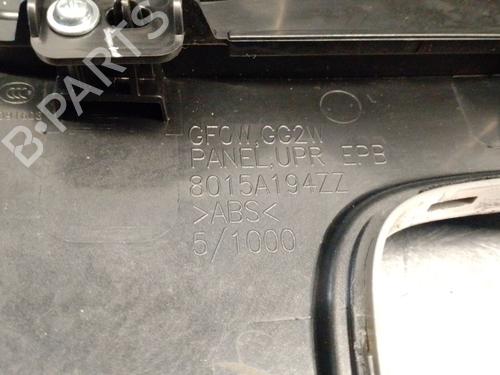 GF0W,GG2W
PANEL,UPR EPB
8015A194ZZ
>ABS<
5/1000
B-PARTS